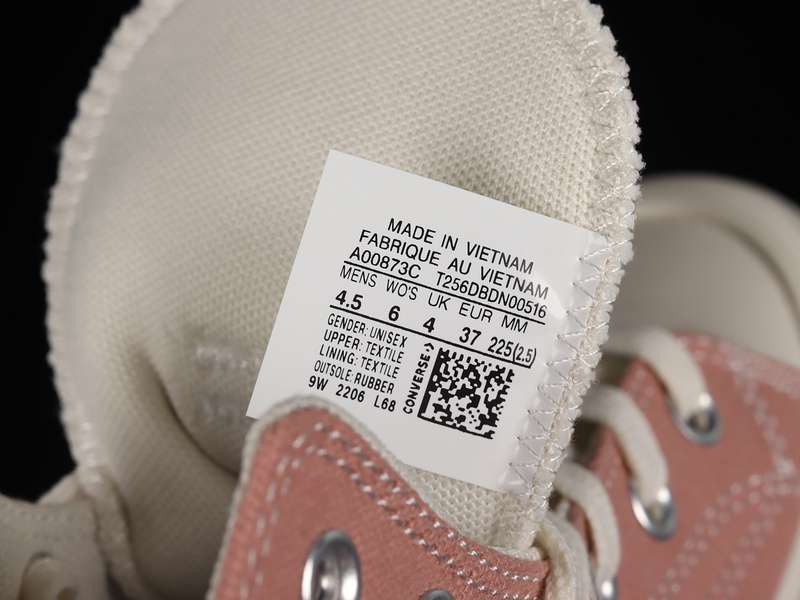 MADE IN VIETNAM
FABRIQUE AU VIETNAM
A00873C T256DBDN00516
MENS WO'S UK EUR MM
4.5 6 4 37 225(2.5)
GENDER: UNISEX
UPPER: TEXTILE
LINING: TEXTILE
OUTSOLE: RUBBER
9W 2206 L68
CONVERSE